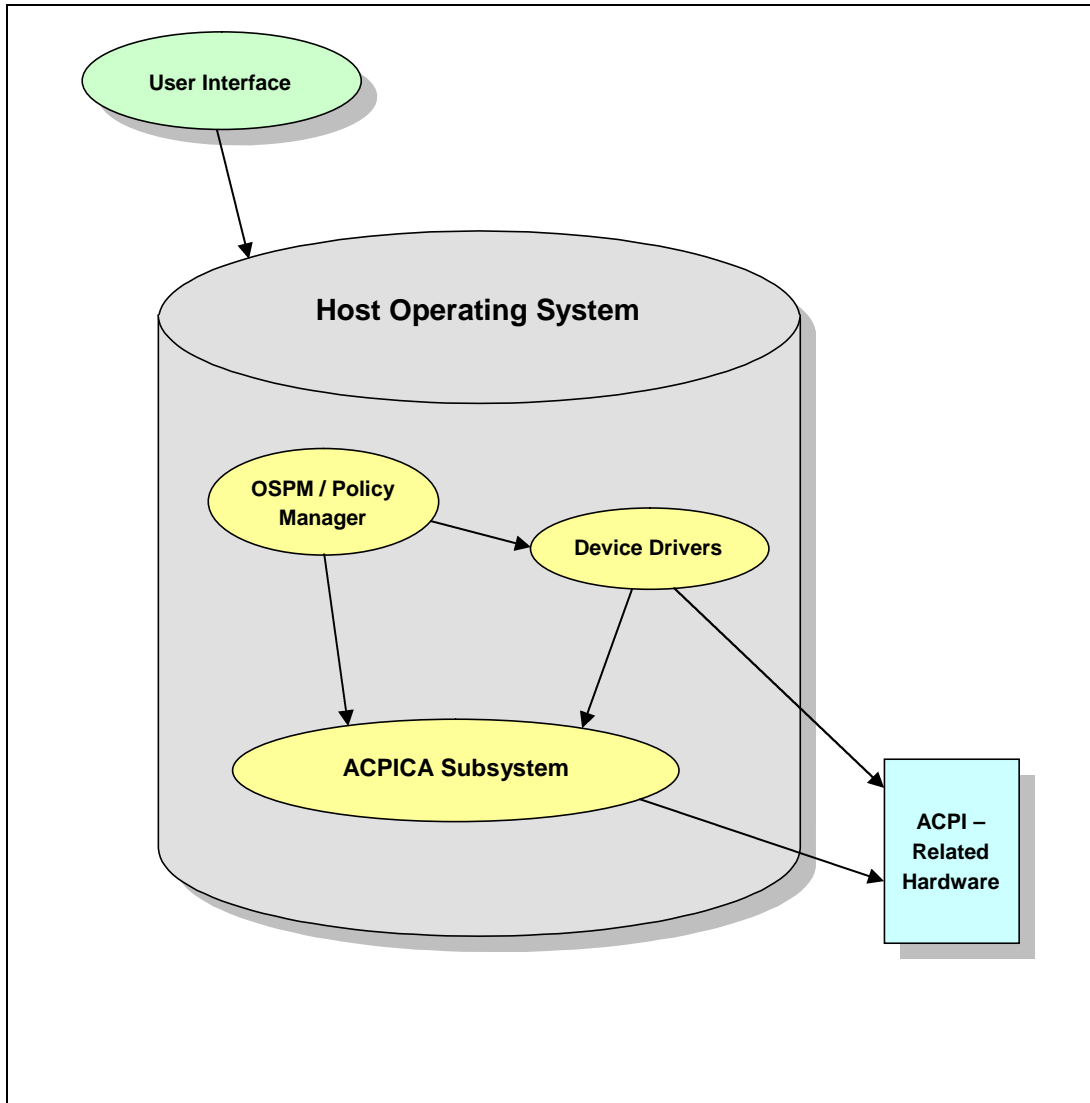 User Interface
Host Operating System
OSPM / Policy
Manager
Device Drivers
ACPICA Subsystem
ACPI –
Related
Hardware